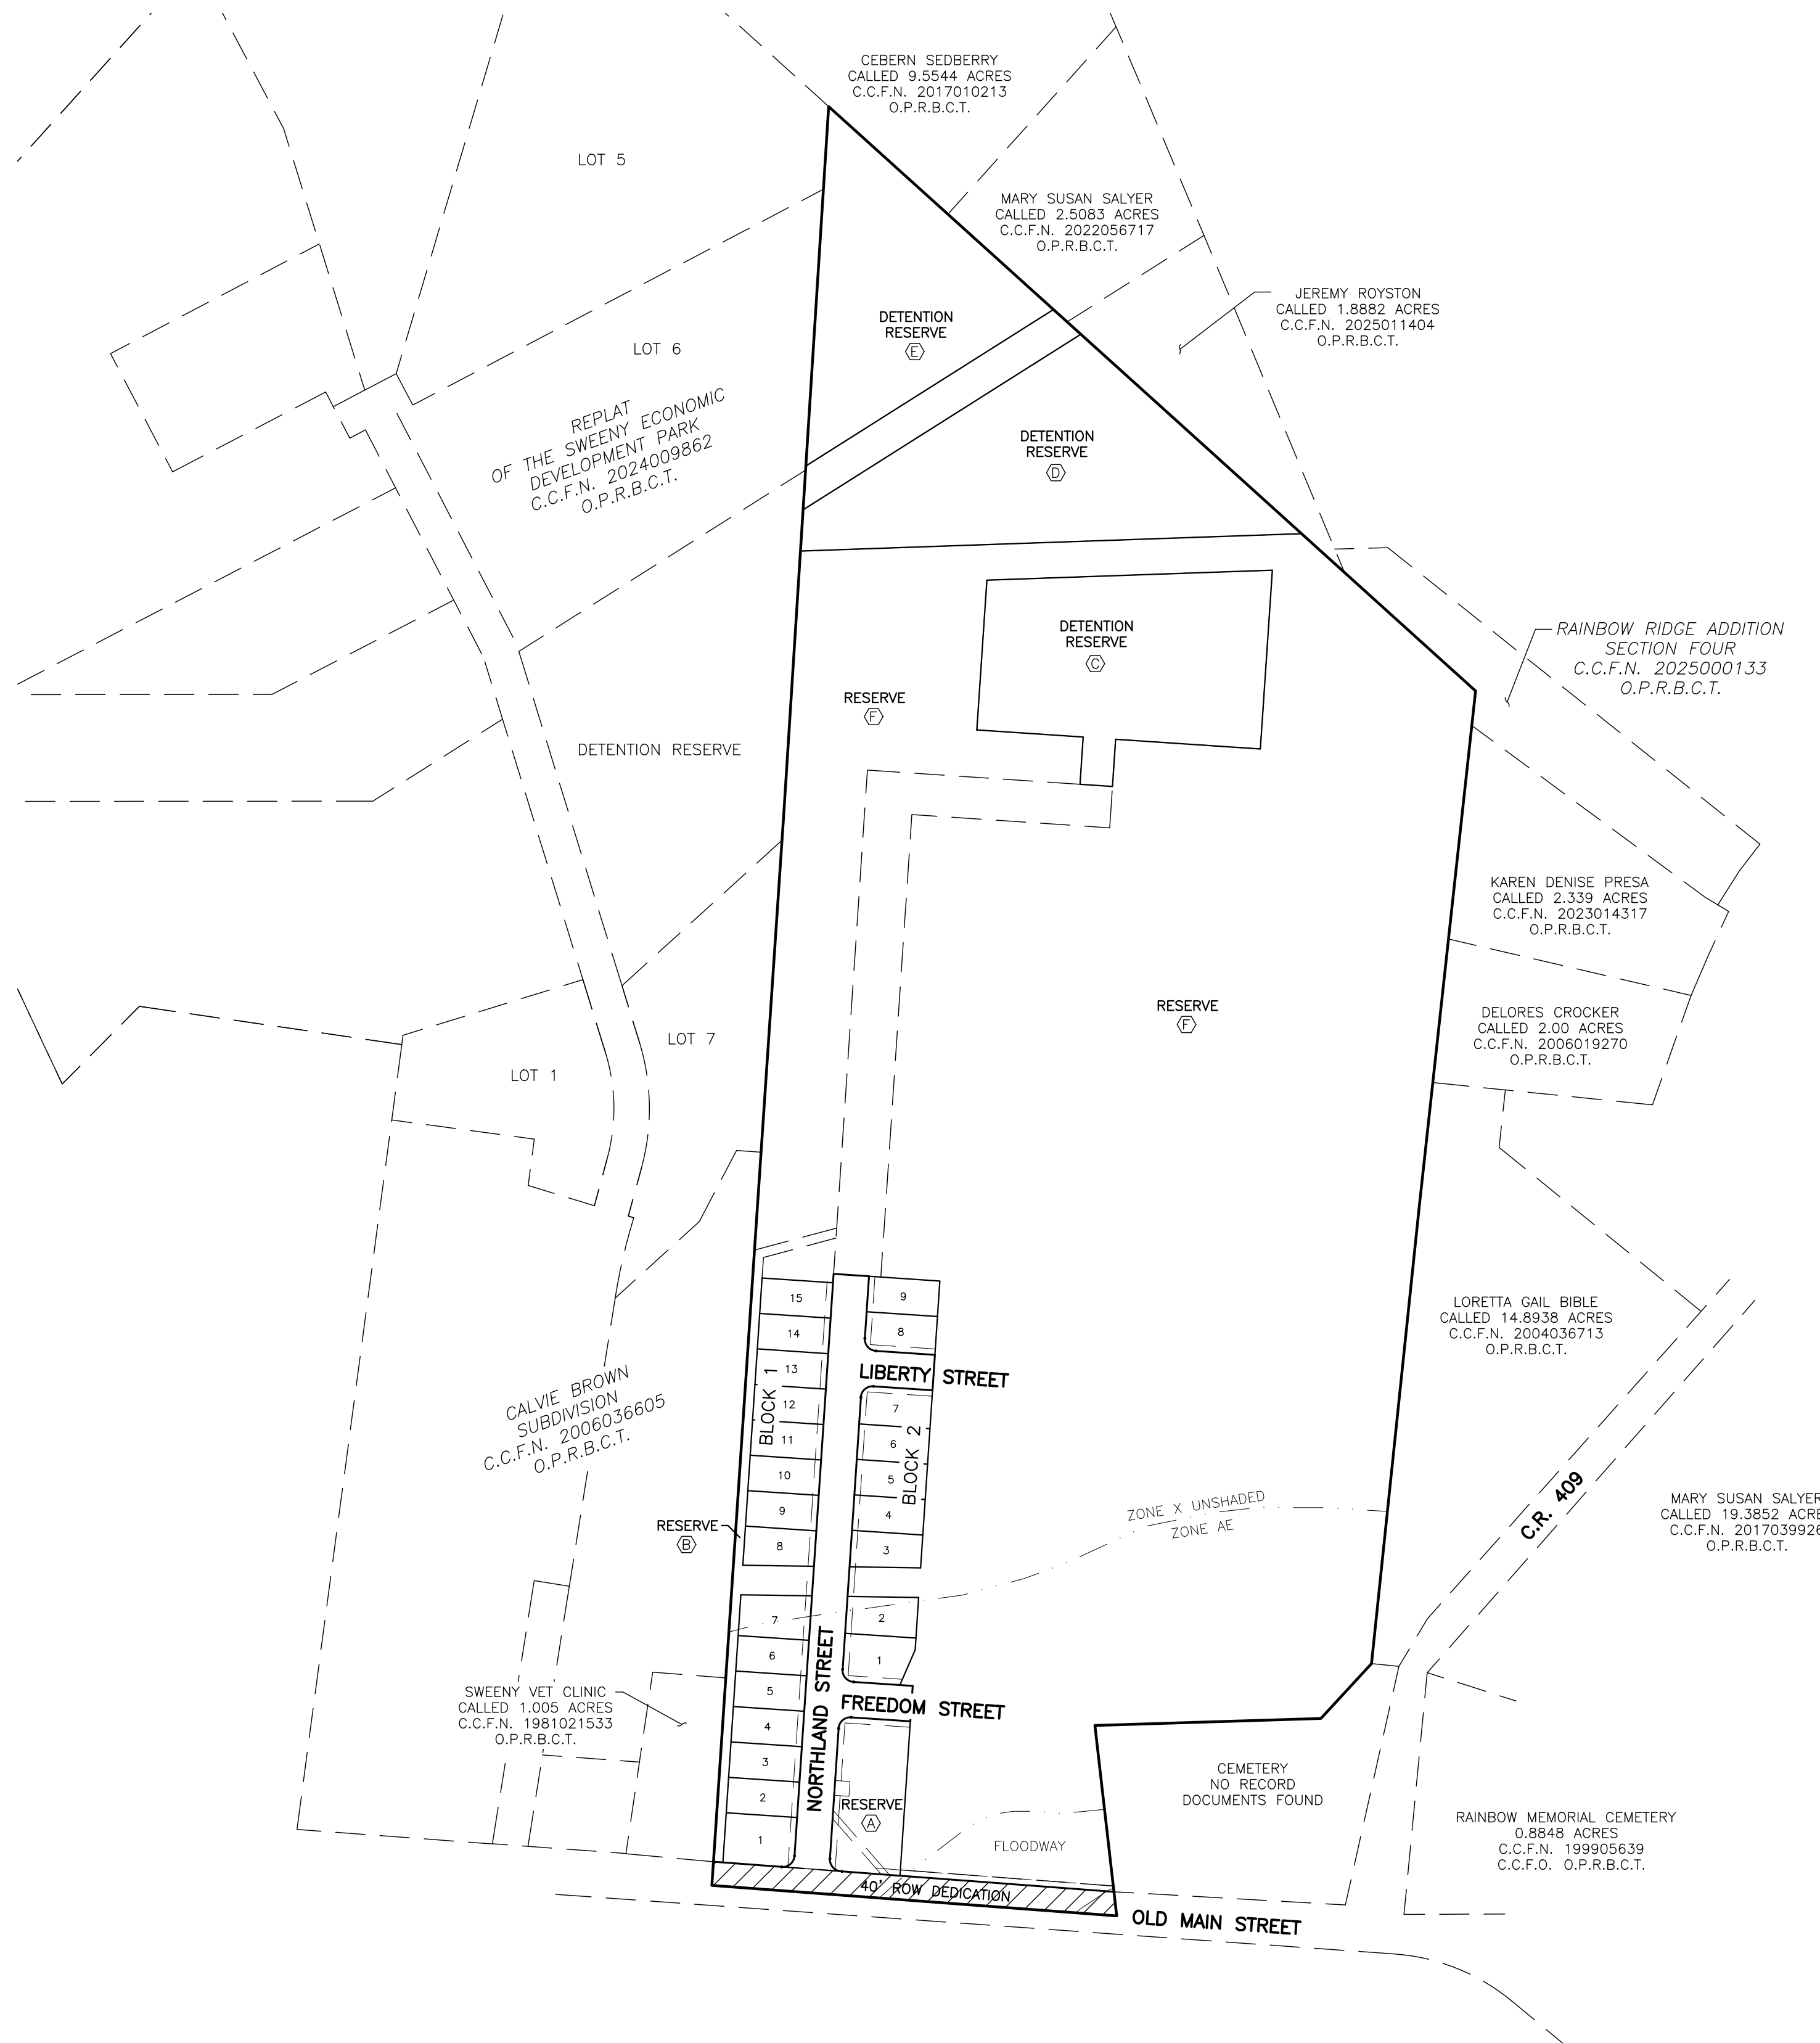 CEBERN SEDBERRY
CALLED 9.5544 ACRES
C.C.F.N. 2017010213
O.P.R.B.C.T.
LOT 5
MARY SUSAN SALYER
CALLED 2.5083 ACRES
C.C.F.N. 2022056717
O.P.R.B.C.T.
JEREMY ROYSTON
CALLED 1.8882 ACRES
C.C.F.N. 2025011404
O.P.R.B.C.T.
DETENTION
RESERVE
E
LOT 6
REPLAT
OF THE SWEENY ECONOMIC
DEVELOPMENT PARK
C.C.F.N. 2024009862
O.P.R.B.C.T.
DETENTION
RESERVE
D
DETENTION
RESERVE
C
RAINBOW RIDGE ADDITION
SECTION FOUR
C.C.F.N. 2025000133
O.P.R.B.C.T.
RESERVE
F
DETENTION RESERVE
KAREN DENISE PRESA
CALLED 2.339 ACRES
C.C.F.N. 2023014317
O.P.R.B.C.T.
RESERVE
F
DELORES CROCKER
CALLED 2.00 ACRES
C.C.F.N. 2006019270
O.P.R.B.C.T.
LOT 7
LOT 1
LORETTA GAIL BIBLE
CALLED 14.8938 ACRES
C.C.F.N. 2004036713
O.P.R.B.C.T.
15
14
13
12
11
10
9
8
BLOCK 1
9
8
LIBERTY STREET
7
6
5
4
3
BLOCK 2
CALVIE BROWN
SUBDIVISION
C.C.F.N. 2006036605
O.P.R.B.C.T.
C.R. 409
MARY SUSAN SALYER
CALLED 19.3852 ACRE
C.C.F.N. 2017039926
O.P.R.B.C.T.
ZONE X UNSHADED
ZONE AE
RESERVE
B
7
6
5
4
3
2
1
2
1
NORTHLAND STREET
FREEDOM STREET
SWEENY VET CLINIC
CALLED 1.005 ACRES
C.C.F.N. 1981021533
O.P.R.B.C.T.
RESERVE
A
CEMETERY
NO RECORD
DOCUMENTS FOUND
FLOODWAY
RAINBOW MEMORIAL CEMETERY
0.8848 ACRES
C.C.F.N. 199905639
C.C.F.O. O.P.R.B.C.T.
40' ROW DEDICATION
OLD MAIN STREET